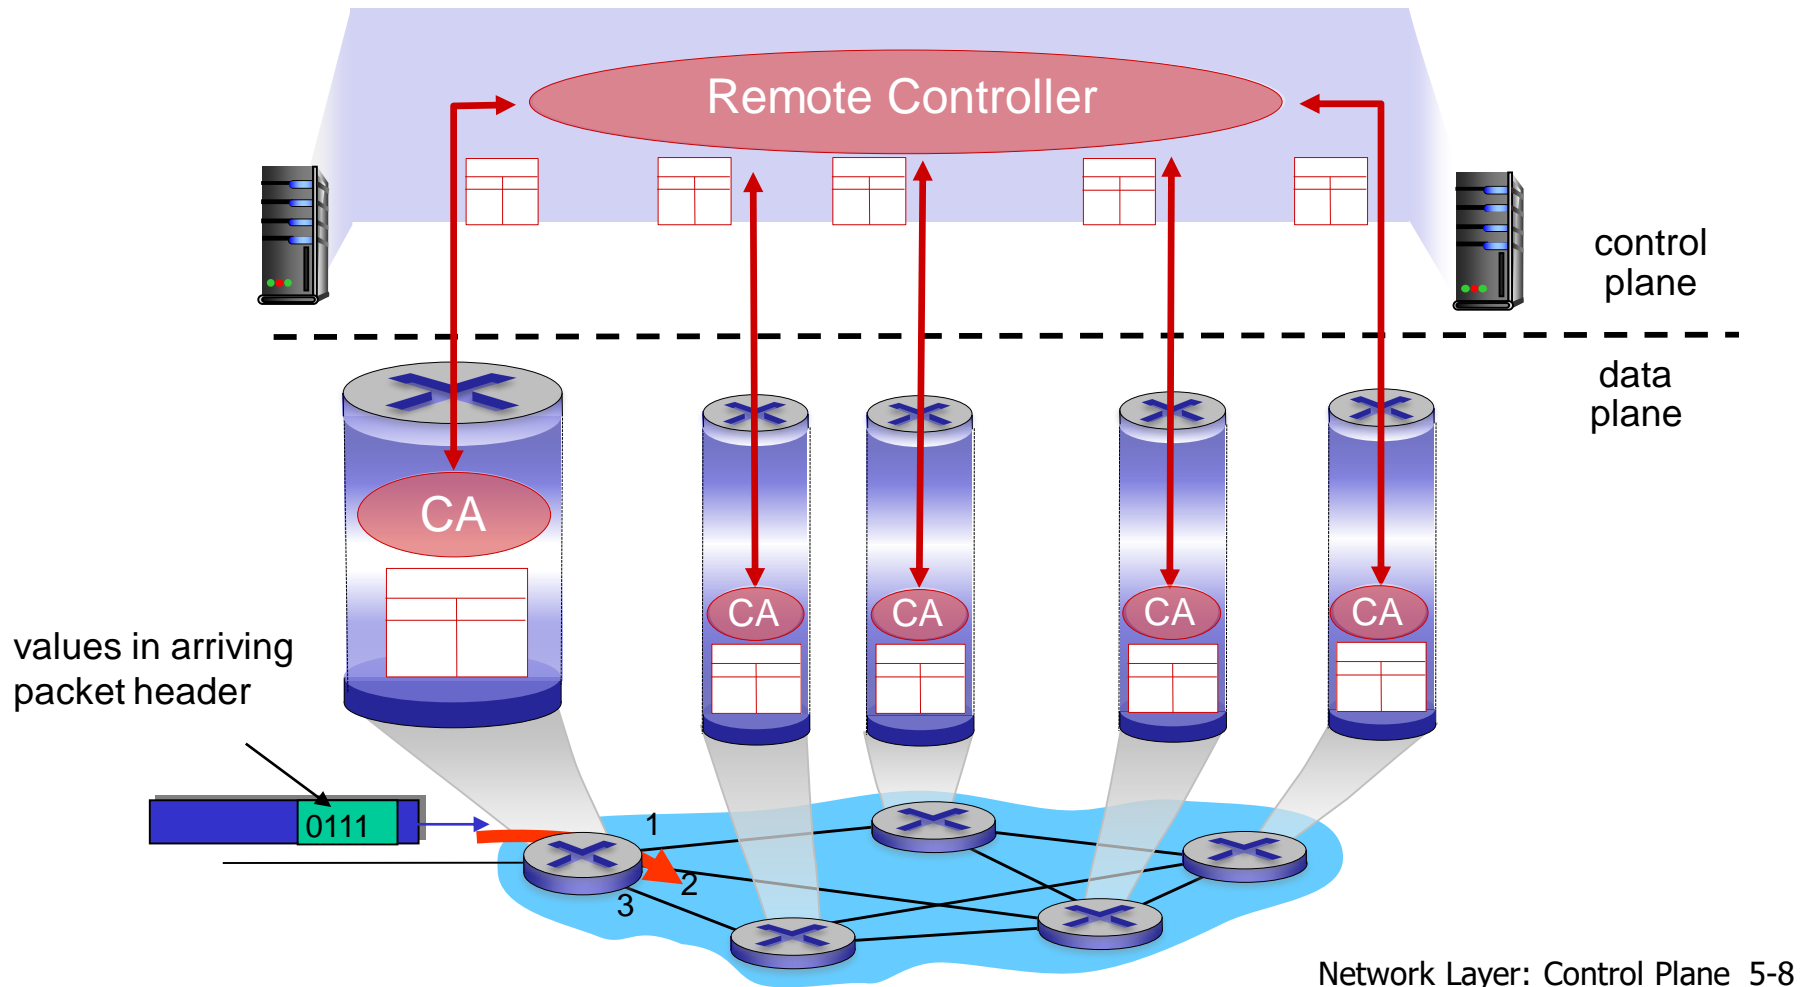 Remote Controller
control
plane
data
plane
CA
CA
CA
CA
CA
values in arriving
packet header
0111
1
2
3
Network Layer: Control Plane 5-8